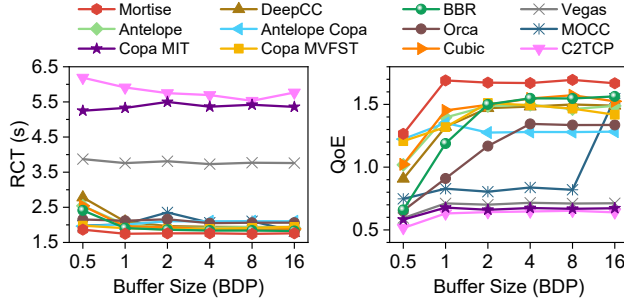 Mortise DeepCC BBR Vegas
Antelope Antelope Copa Orca MOCC
Copa MIT Copa MVFST Cubic C2TCP
6.5
5.5
4.5
3.5
2.5
1.5
RCT (s)
0.5 1 2 4 8 16
Buffer Size (BDP)
2.0
1.5
1.0
0.5
QoE
0.5 1 2 4 8 16
Buffer Size (BDP)